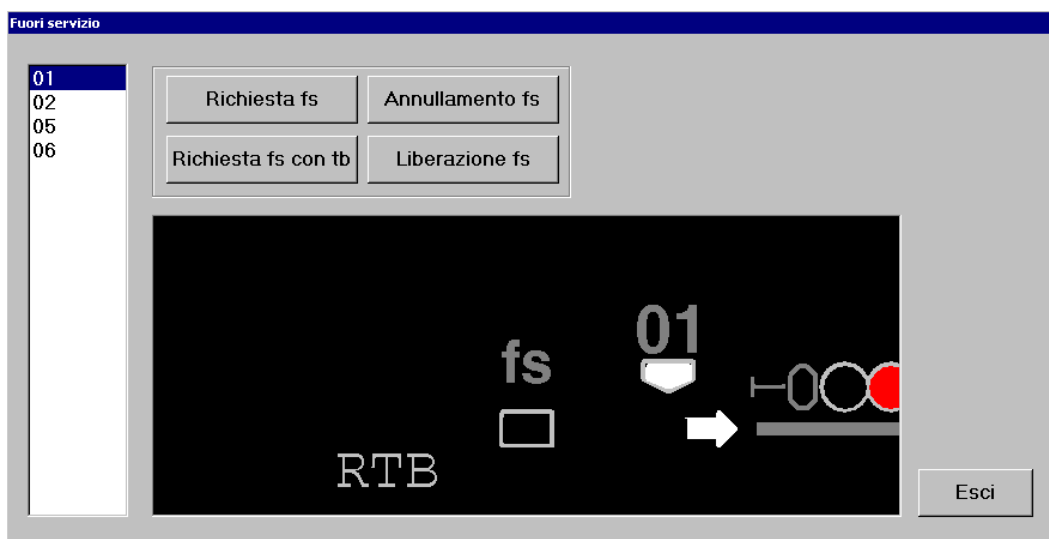 Fuori servizio
01
02
05
06
Richiesta fs
Annullamento fs
Richiesta fs con tb
Liberazione fs
01
fs
RTB
Esci